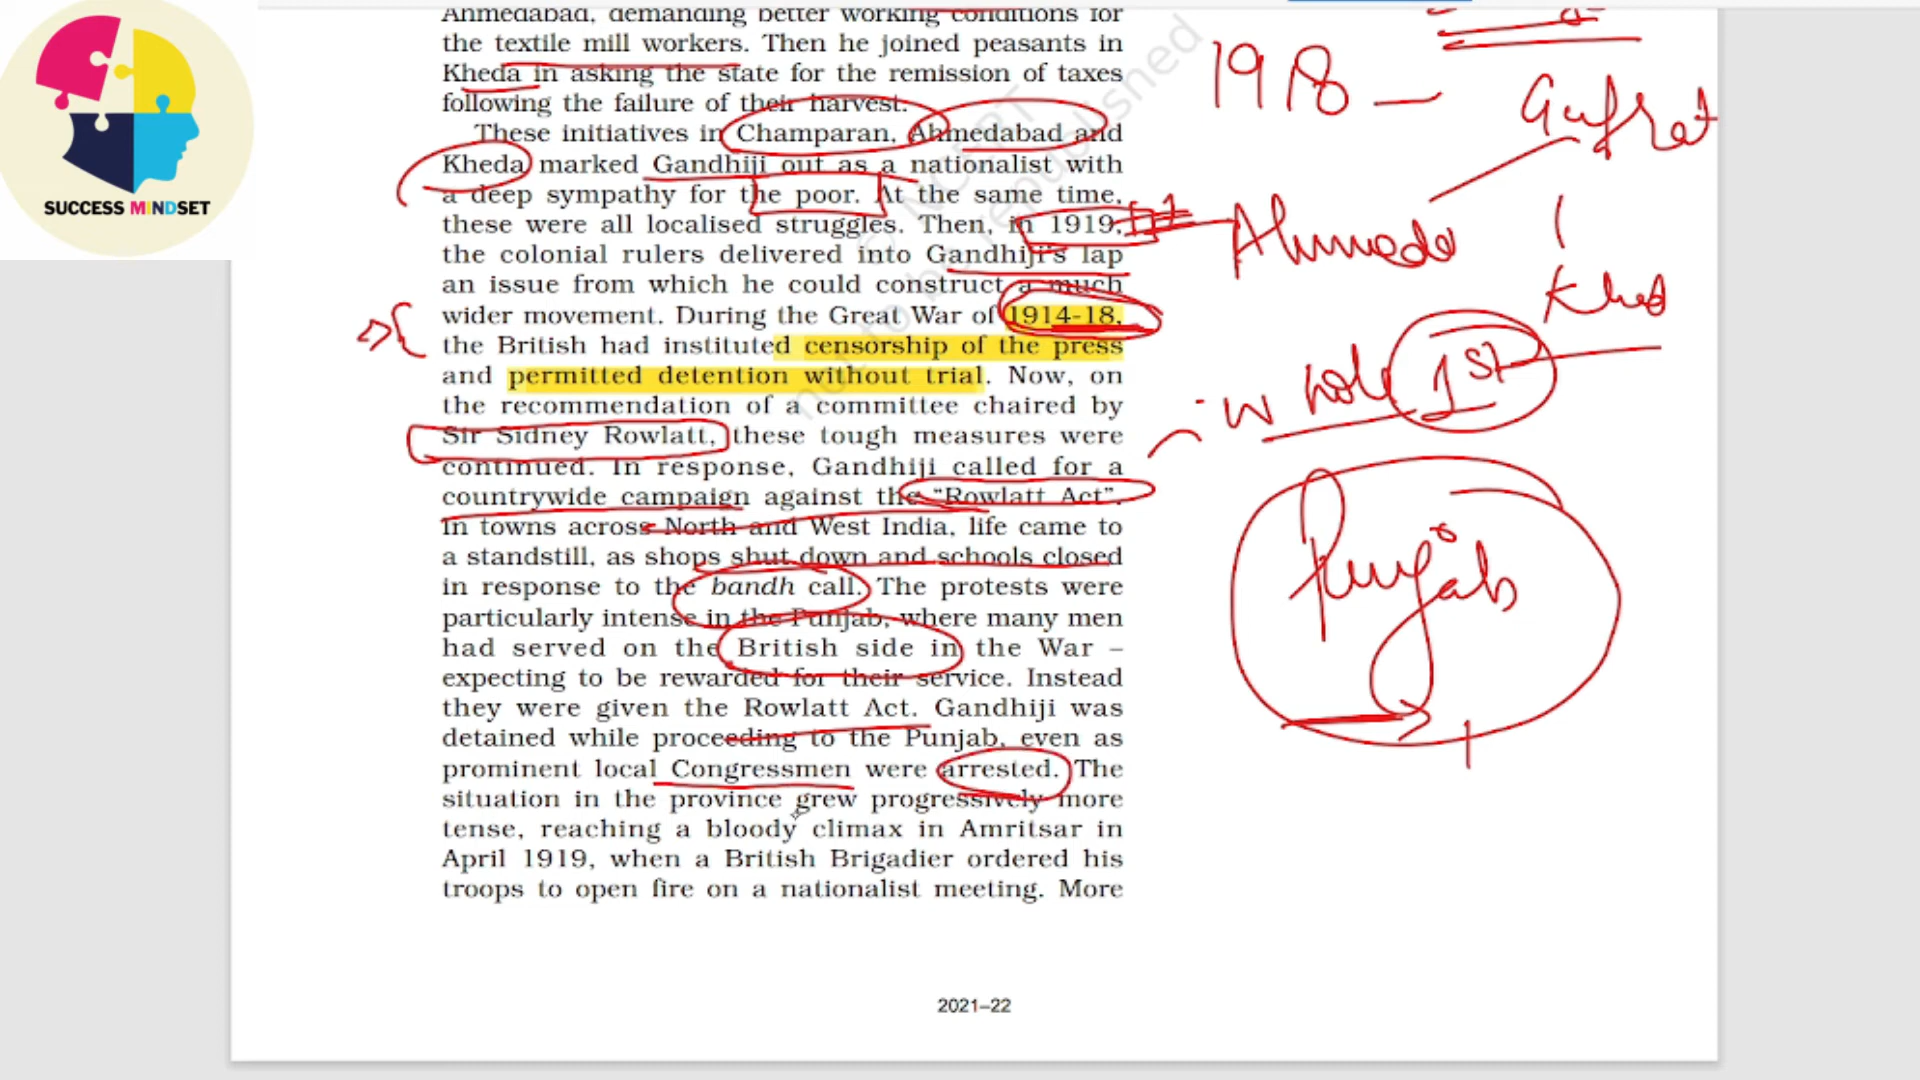 SUCCESS MINDSET
Ahmedabad, demanding better working conditions for
the textile mill workers. Then he joined peasants in
Kheda in asking the state for the remission of taxes
following the failure of their harvest.
These initiatives in Champaran, Ahmedabad and
Kheda marked Gandhiji out as a nationalist with
a deep sympathy for the poor. At the same time,
these were all localised struggles. Then, in 1919,
the colonial rulers delivered into Gandhiji's lap
an issue from which he could construct a much
wider movement. During the Great War of 1914-18,
the British had instituted censorship of the press
and permitted detention without trial. Now, on
the recommendation of a committee chaired by
Sir Sidney Rowlatt, these tough measures were
continued. In response, Gandhiji called for a
countrywide campaign against the “Rowlatt Act”.
In towns across North and West India, life came to
a standstill, as shops shut down and schools closed
in response to the bandh call. The protests were
particularly intense in the Punjab, where many men
had served on the British side in the War –
expecting to be rewarded for their service. Instead
they were given the Rowlatt Act. Gandhiji was
detained while proceeding to the Punjab, even as
prominent local Congressmen were arrested. The
situation in the province grew progressively more
tense, reaching a bloody climax in Amritsar in
April 1919, when a British Brigadier ordered his
troops to open fire on a nationalist meeting. More
2021–22
not to be republished
© NCERT
1918 —
Gujrat
Ahmeda
Khed
1st
Punjab